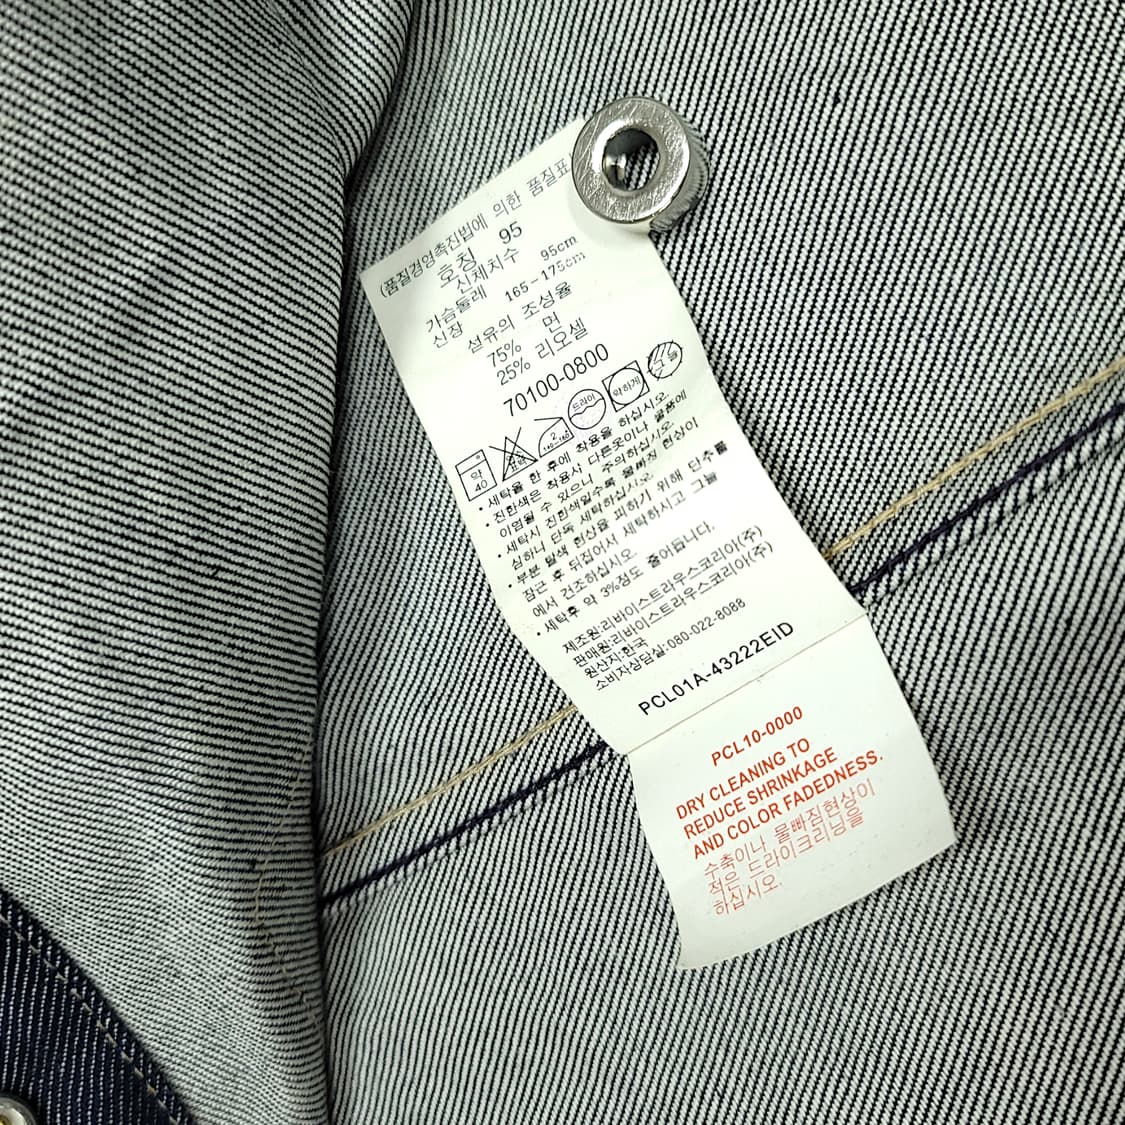 (품질경영촉진법에 의한 품질표
호칭 95
신체치수
가슴둘레 95cm
신장 165-175cm
섬유의 조성율
75% 면
25% 리오셀
70100-0800
약 40 표백 2 140-160 드라이 약하게
• 세탁을 한 후에 착용을 하십시오.
• 진한색은 착용시 다른옷이나 물품에
이염될 수 있으니 주의하십시오.
• 세탁시 진한색일수록 물빠짐 현상이
심하니 단독 세탁하십시오.
• 부분 탈색 현상을 피하기 위해 단추를
잠근 후 뒤집어서 세탁하시고 그늘
에서 건조하십시오
• 세탁후 약 3%정도 줄어듭니다.
제조원:리바이스트라우스코리아(주)
판매원:리바이스트라우스코리아(주)
원산지:한국
소비자상담실:080-022-8088
PCL01A-43222EID
PCL10-0000
DRY CLEANING TO
REDUCE SHRINKAGE
AND COLOR FADEDNESS.
수축이나 물빠짐현상이
적은 드라이크리닝을
하십시오.